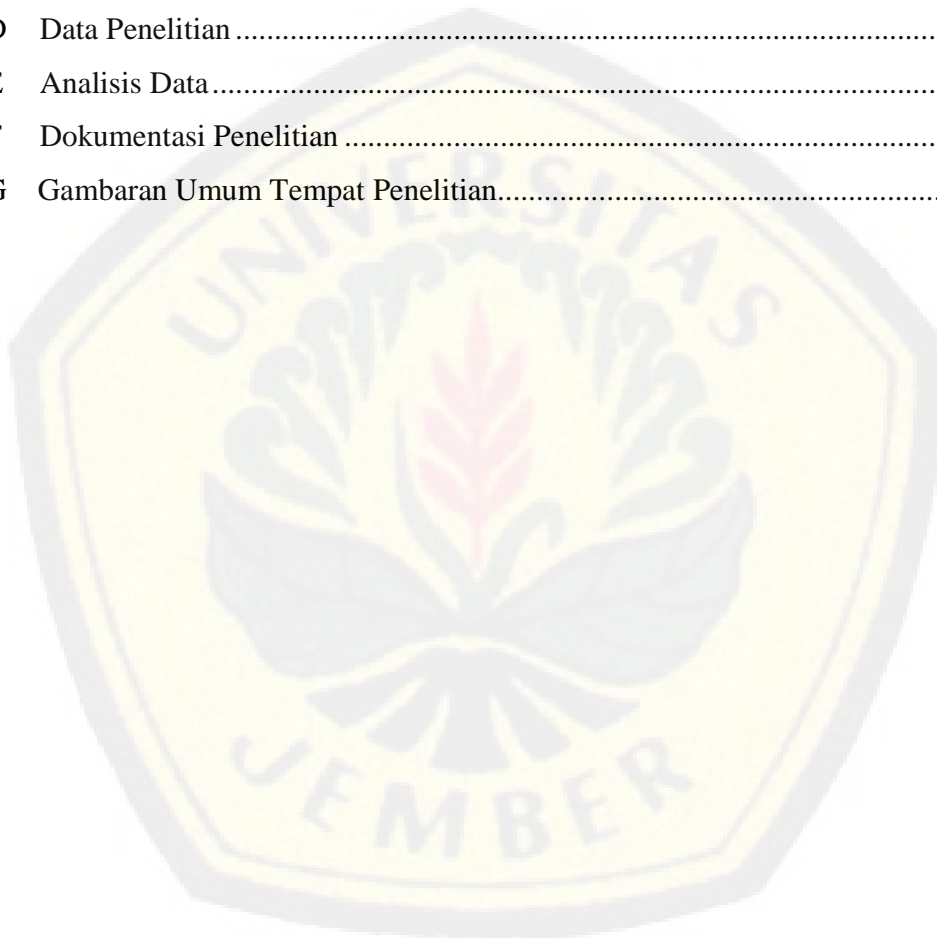 D Data Penelitian
E Analisis Data
Dokumentasi Penelitian
G Gambaran Umum Tempat Penelitian
UNIVERSITAS
JEMBER